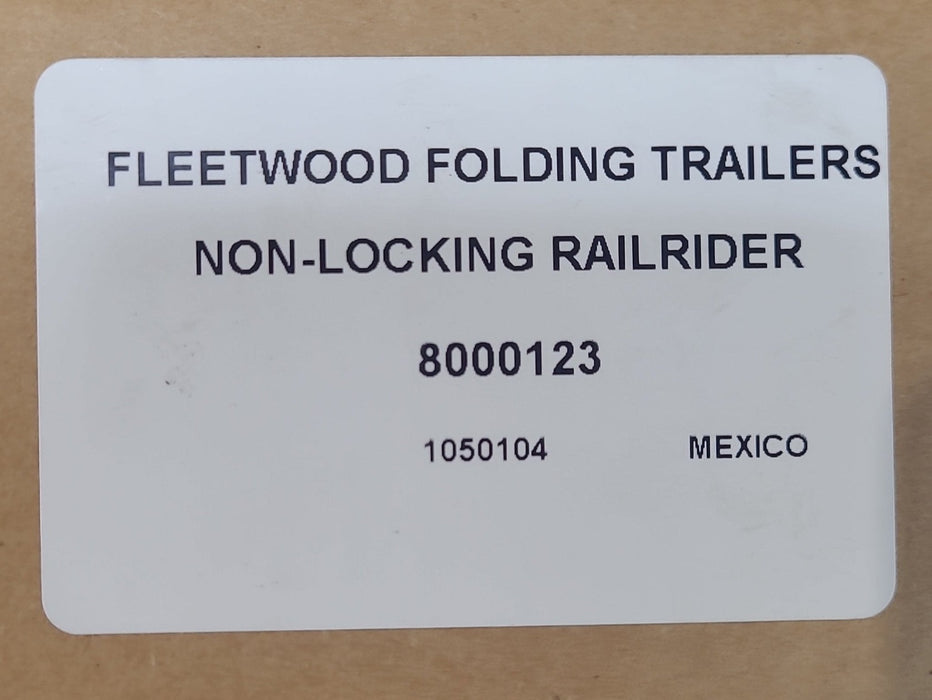 FLEETWOOD FOLDING TRAILERS
NON-LOCKING RAILRIDER
8000123
1050104 MEXICO